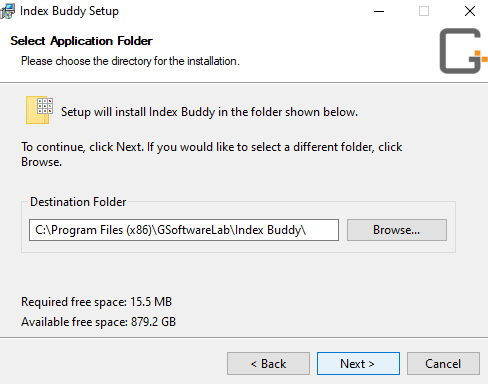 Index Buddy Setup
Select Application Folder
Please choose the directory for the installation.
Setup will install Index Buddy in the folder shown below.
To continue, click Next. If you would like to select a different folder, click
Browse.
Destination Folder
C:\Program Files (x86)\GSoftwareLab\Index Buddy\
Browse...
Required free space: 15.5 MB
Available free space: 879.2 GB
< Back
Next >
Cancel